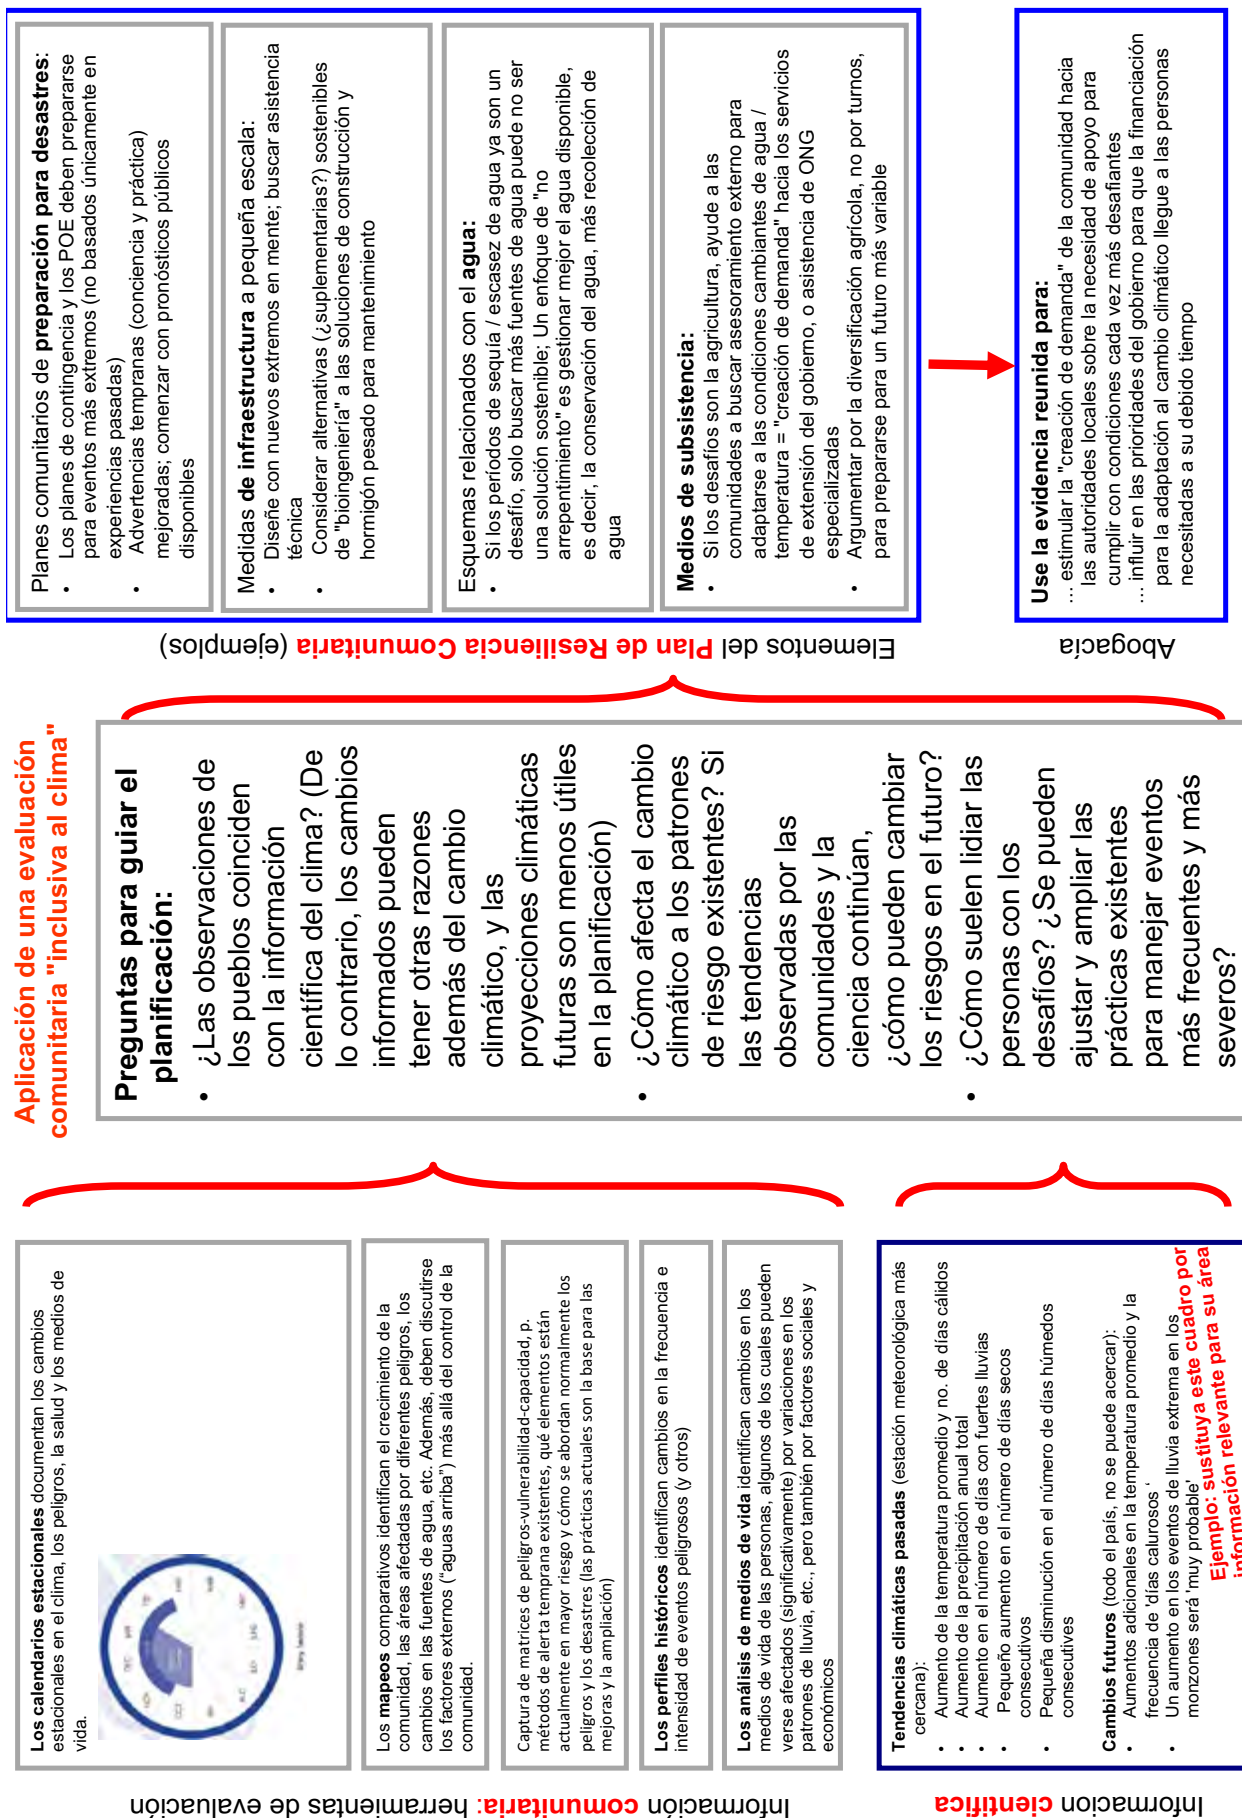 Aplicación de una evaluación
comunitaria "inclusiva al clima"
Información comunitaria: herramientas de evaluación
Los calendarios estacionales documentan los cambios
estacionales en el clima, los peligros, la salud y los medios de
vida.
Los mapeos comparativos identifican el crecimiento de la
comunidad, las áreas afectadas por diferentes peligros, los
cambios en las fuentes de agua, etc. Además, deben discutirse
los factores externos ("aguas arriba") más allá del control de la
comunidad.
Captura de matrices de peligros-vulnerabilidad-capacidad, p.
métodos de alerta temprana existentes, qué elementos están
actualmente en mayor riesgo y cómo se abordan normalmente los
peligros y los desastres (las prácticas actuales son la base para las
mejoras y la ampliación)
Los perfiles históricos identifican cambios en la frecuencia e
intensidad de eventos peligrosos (y otros)
Los análisis de medios de vida identifican cambios en los
medios de vida de las personas, algunos de los cuales pueden
verse afectados (significativamente) por variaciones en los
patrones de lluvia, etc., pero también por factores sociales y
económicos
Informacion científica
Tendencias climáticas pasadas (estación meteorológica más
cercana):
• Aumento de la temperatura promedio y no. de días cálidos
• Aumento de la precipitación anual total
• Aumento en el número de días con fuertes lluvias
• Pequeño aumento en el número de días secos
consecutivos
• Pequeña disminución en el número de días húmedos
consecutives
Cambios futuros (todo el país, no se puede acercar):
• Aumentos adicionales en la temperatura promedio y la
frecuencia de 'días calurosos '
• Un aumento en los eventos de lluvia extrema en los
monzones será 'muy probable'
Ejemplo: sustituya este cuadro por
información relevante para su área
Preguntas para guiar el
planificación:
• ¿Las observaciones de
los pueblos coinciden
con la información
científica del clima? (De
lo contrario, los cambios
informados pueden
tener otras razones
además del cambio
climático, y las
proyecciones climáticas
futuras son menos útiles
en la planificación)
• ¿Cómo afecta el cambio
climático a los patrones
de riesgo existentes? Si
las tendencias
observadas por las
comunidades y la
ciencia continúan,
¿cómo pueden cambiar
los riesgos en el futuro?
• ¿Cómo suelen lidiar las
personas con los
desafíos? ¿Se pueden
ajustar y ampliar las
prácticas existentes
para manejar eventos
más frecuentes y más
severos?
Elementos del Plan de Resiliencia Comunitaria (ejemplos)
Planes comunitarios de preparación para desastres:
• Los planes de contingencia y los POE deben prepararse
para eventos más extremos (no basados únicamente en
experiencias pasadas)
• Advertencias tempranas (conciencia y práctica)
mejoradas; comenzar con pronósticos públicos
disponibles
Medidas de infraestructura a pequeña escala:
• Diseñe con nuevos extremos en mente; buscar asistencia
técnica
• Considerar alternativas (¿suplementarias?) sostenibles
de "bioingeniería" a las soluciones de construcción y
hormigón pesado para mantenimiento
Esquemas relacionados con el agua:
• Si los períodos de sequía / escasez de agua ya son un
desafío, solo buscar más fuentes de agua puede no ser
una solución sostenible; Un enfoque de "no
arrepentimiento" es gestionar mejor el agua disponible,
es decir, la conservación del agua, más recolección de
agua
Medios de subsistencia:
• Si los desafíos son la agricultura, ayude a las
comunidades a buscar asesoramiento externo para
adaptarse a las condiciones cambiantes de agua /
temperatura = "creación de demanda" hacia los servicios
de extensión del gobierno, o asistencia de ONG
especializadas
• Argumentar por la diversificación agrícola, no por turnos,
para prepararse para un futuro más variable
Abogacía
Use la evidencia reunida para:
… estimular la "creación de demanda" de la comunidad hacia
las autoridades locales sobre la necesidad de apoyo para
cumplir con condiciones cada vez más desafiantes
… influir en las prioridades del gobierno para que la financiación
para la adaptación al cambio climático llegue a las personas
necesitadas a su debido tiempo